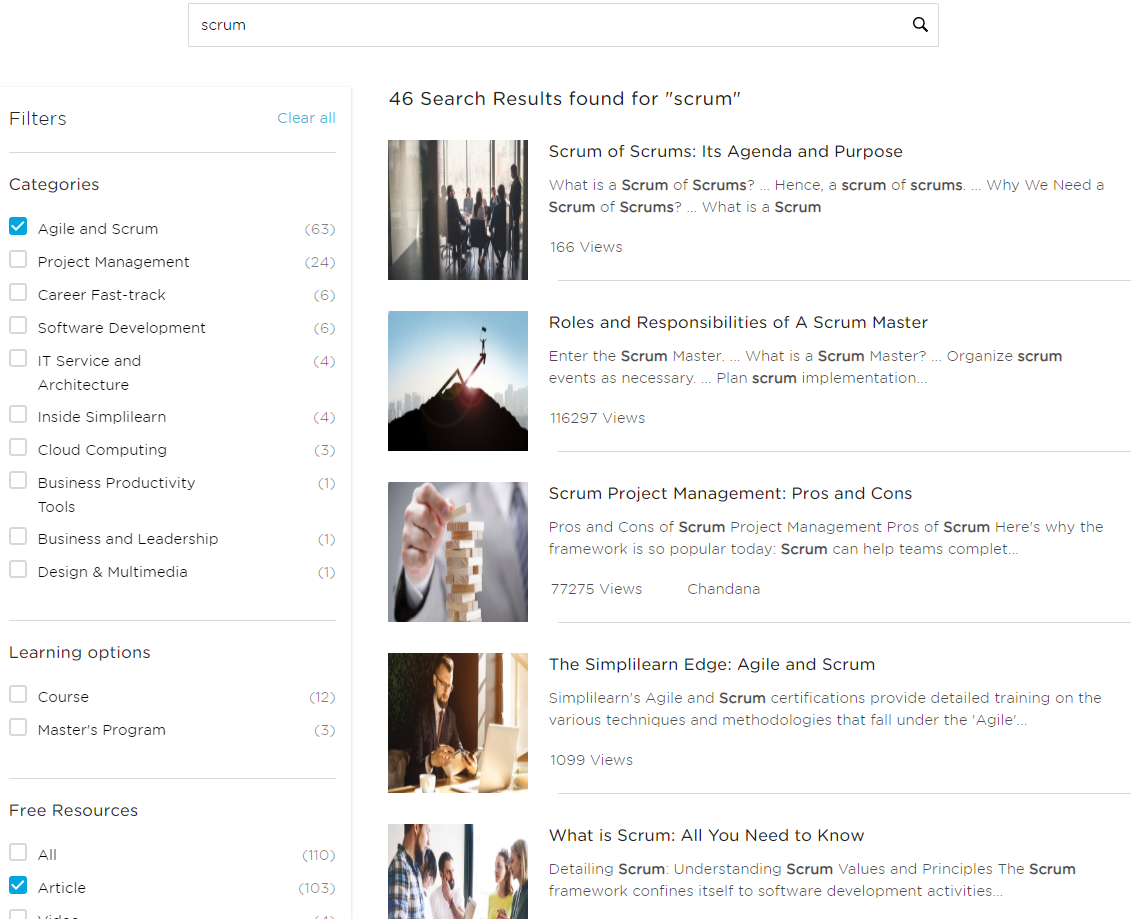 scrum
Filters
Clear all
Categories
Agile and Scrum (63)
Project Management (24)
Career Fast-track (6)
Software Development (6)
IT Service and (4)
Architecture
Inside Simplilearn (4)
Cloud Computing (3)
Business Productivity (1)
Tools
Business and Leadership (1)
Design & Multimedia (1)
Learning options
Course (12)
Master's Program (3)
Free Resources
All (110)
Article (103)
Video (4)
46 Search Results found for "scrum"
Scrum of Scrums: Its Agenda and Purpose
What is a Scrum of Scrums? ... Hence, a scrum of scrums. ... Why We Need a
Scrum of Scrums? ... What is a Scrum
166 Views
Roles and Responsibilities of A Scrum Master
Enter the Scrum Master. ... What is a Scrum Master? ... Organize scrum
events as necessary. ... Plan scrum implementation...
116297 Views
Scrum Project Management: Pros and Cons
Pros and Cons of Scrum Project Management Pros of Scrum Here's why the
framework is so popular today: Scrum can help teams complet...
77275 Views Chandana
The Simplilearn Edge: Agile and Scrum
Simplilearn's Agile and Scrum certifications provide detailed training on the
various techniques and methodologies that fall under the 'Agile'...
1099 Views
What is Scrum: All You Need to Know
Detailing Scrum: Understanding Scrum Values and Principles The Scrum
framework confines itself to software development activities...